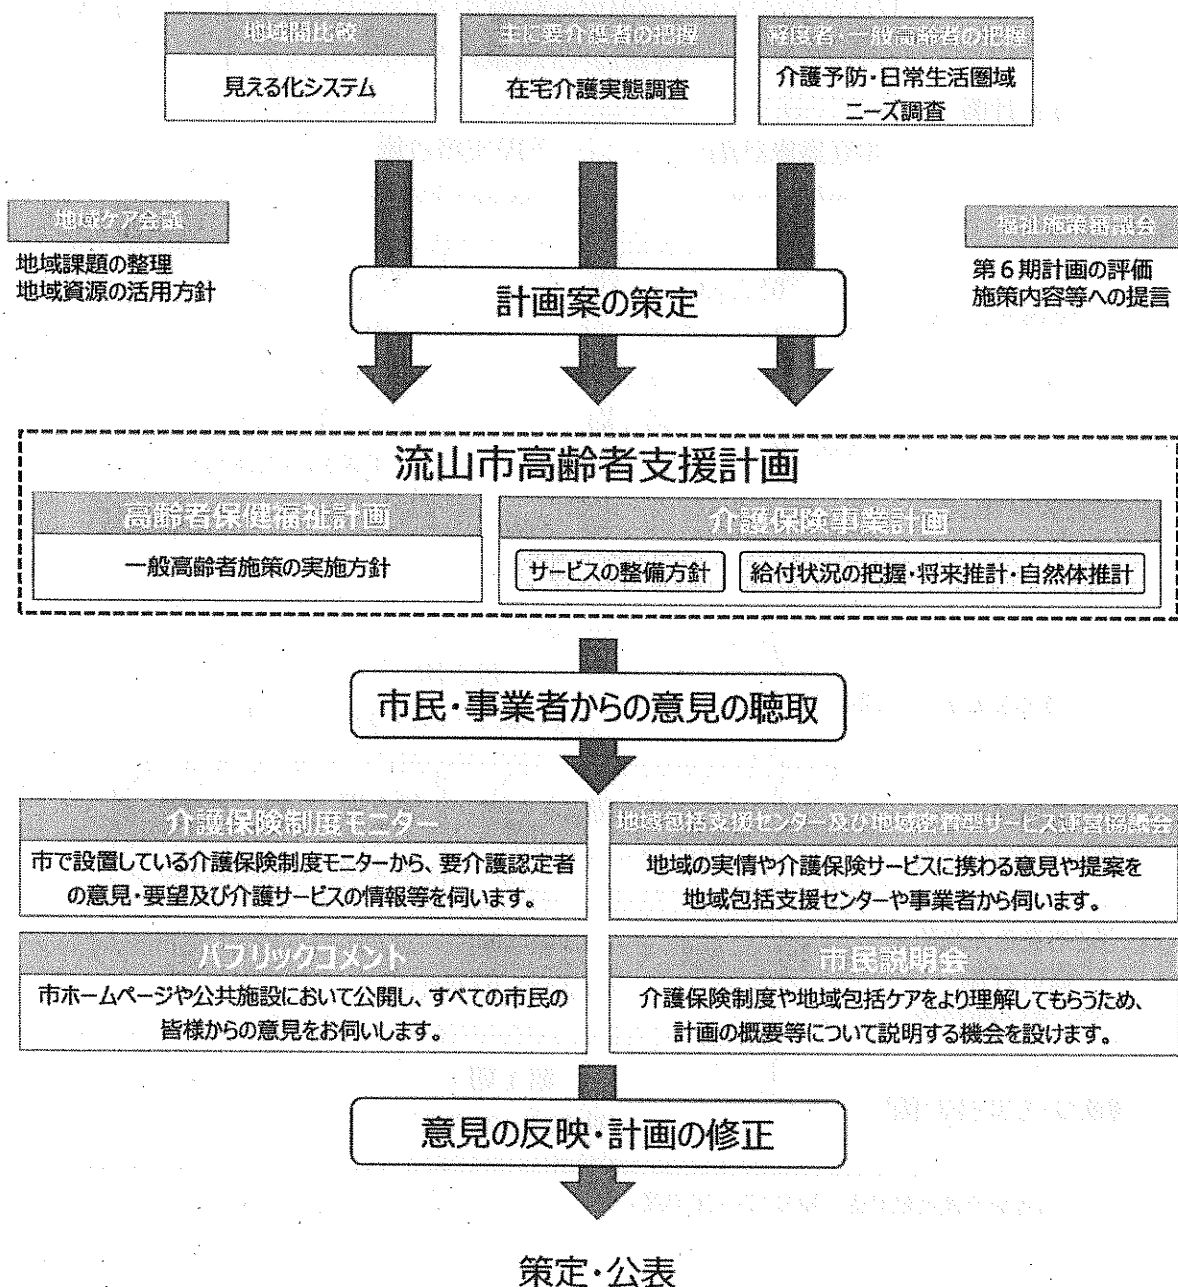 地域間比較
見える化システム
主に要介護者の把握
在宅介護実態調査
軽度者・一般高齢者の把握
介護予防・日常生活圏域
ニーズ調査
地域ケア会議
地域課題の整理
地域資源の活用方針
福祉施策審議会
第6期計画の評価
施策内容等への提言
計画案の策定
流山市高齢者支援計画
高齢者保健福祉計画
一般高齢者施策の実施方針
介護保険事業計画
サービスの整備方針
給付状況の把握・将来推計・自然体推計
市民・事業者からの意見の聴取
介護保険制度モニター
市で設置している介護保険制度モニターから、要介護認定者
の意見・要望及び介護サービスの情報等を伺います。
地域包括支援センター及び地域密着型サービス運営協議会
地域の実情や介護保険サービスに携わる意見や提案を
地域包括支援センターや事業者から伺います。
パブリックコメント
市ホームページや公共施設において公開し、すべての市民の
皆様からの意見をお伺いします。
市民説明会
介護保険制度や地域包括ケアをより理解してもらうため、
計画の概要等について説明する機会を設けます。
意見の反映・計画の修正
策定・公表